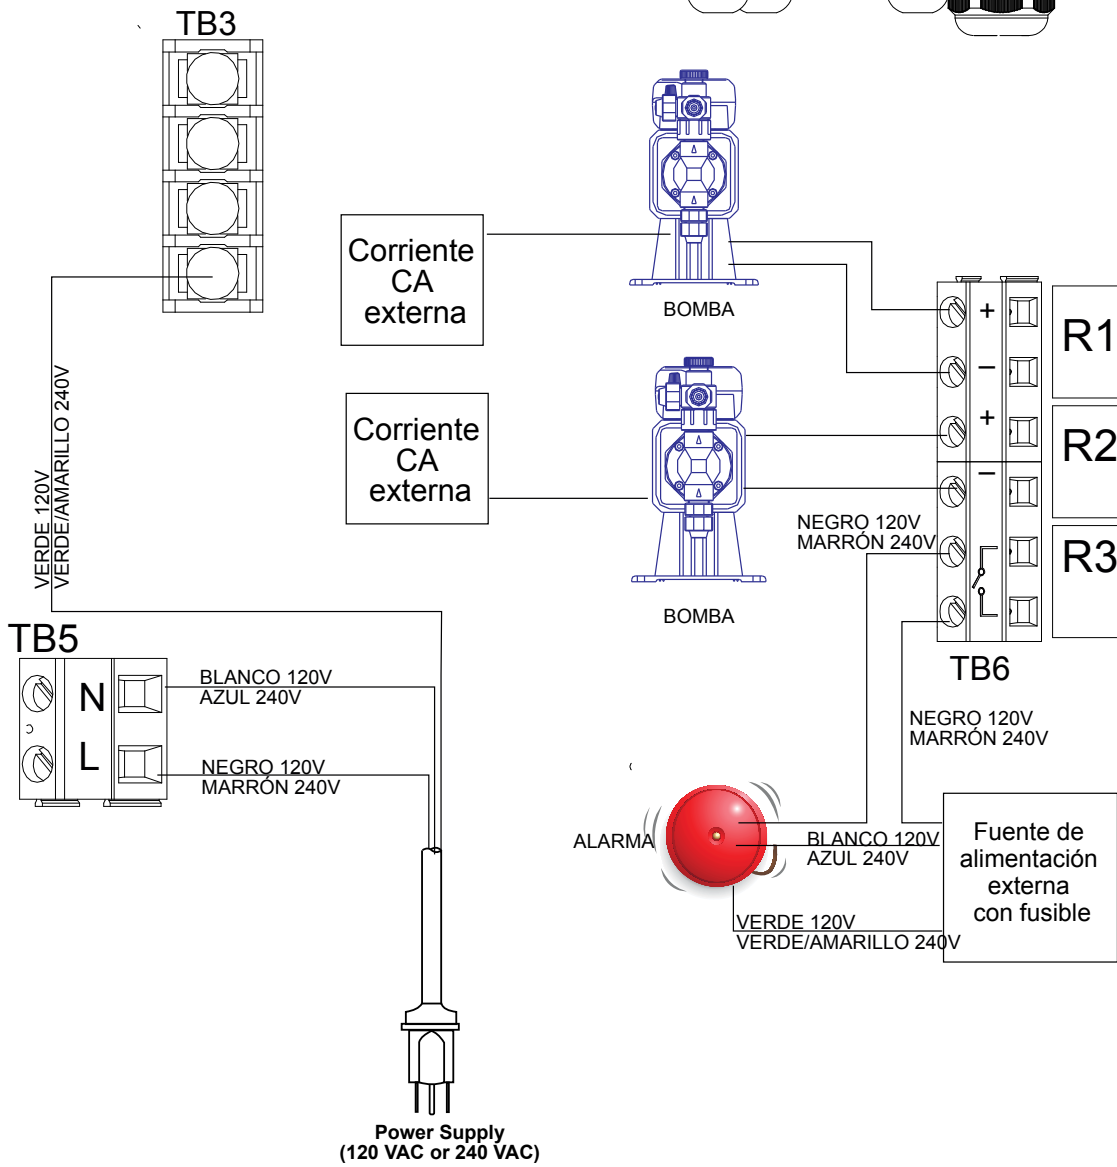 TB3
Corriente
CA
externa
BOMBA
+
−
R1
Corriente
CA
externa
BOMBA
+
−
R2
NEGRO 120V
MARRÓN 240V
R3
TB6
VERDE 120V
VERDE/AMARILLO 240V
TB5
N
L
BLANCO 120V
AZUL 240V
NEGRO 120V
MARRÓN 240V
NEGRO 120V
MARRÓN 240V
ALARMA
BLANCO 120V
AZUL 240V
VERDE 120V
VERDE/AMARILLO 240V
Fuente de
alimentación
externa
con fusible
Power Supply
(120 VAC or 240 VAC)